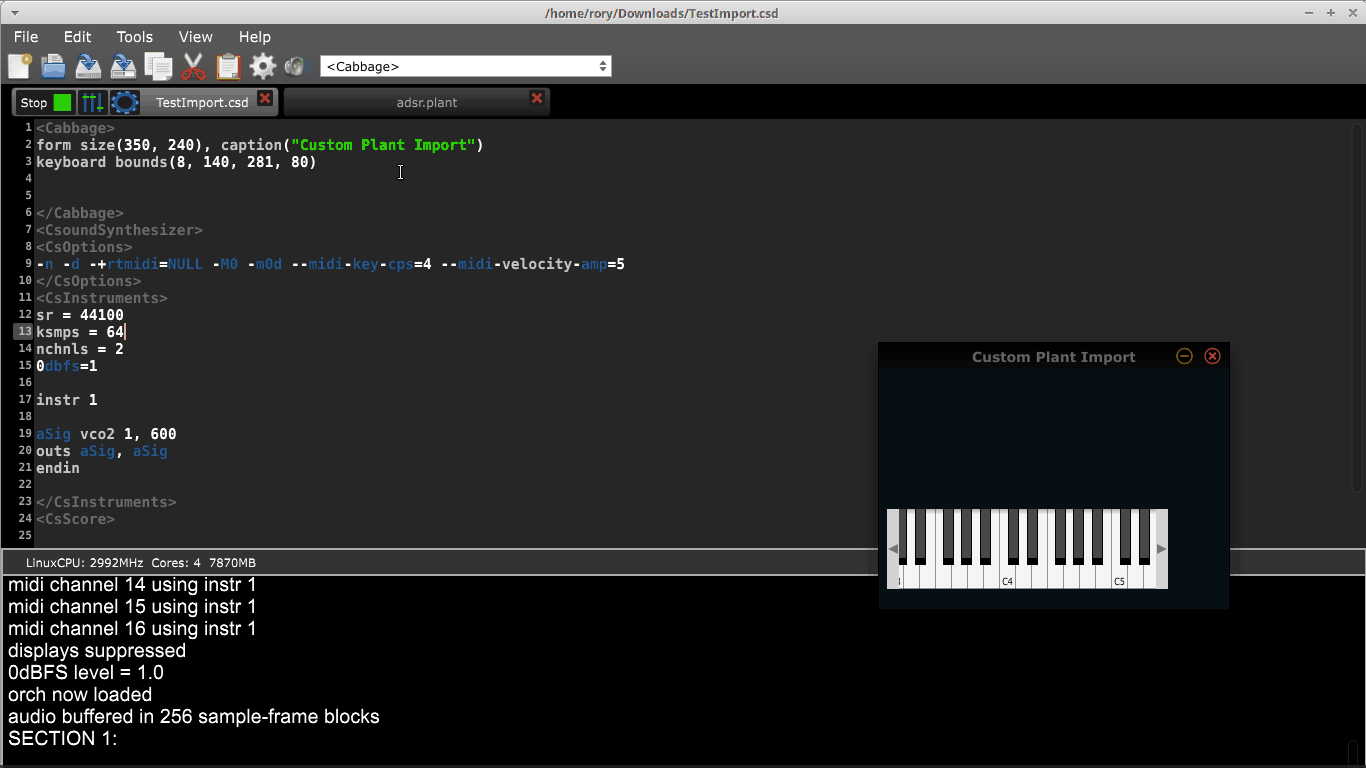 /home/rory/Downloads/TestImport.csd
File Edit Tools View Help
<Cabbage>
Stop TestImport.csd adsr.plant
1 <Cabbage>
2 form size(350, 240), caption("Custom Plant Import")
3 keyboard bounds(8, 140, 281, 80)
4
5
6 </Cabbage>
7 <CsoundSynthesizer>
8 <CsOptions>
9 -n -d -+rtmidi=NULL -M0 -m0d --midi-key-cps=4 --midi-velocity-amp=5
10 </CsOptions>
11 <CsInstruments>
12 sr = 44100
13 ksmps = 64
14 nchnls = 2
15 0dbfs=1
16
17 instr 1
18
19 aSig vco2 1, 600
20 outs aSig, aSig
21 endin
22
23 </CsInstruments>
24 <CsScore>
25
Custom Plant Import
C4 C5
LinuxCPU: 2992MHz Cores: 4 7870MB
midi channel 14 using instr 1
midi channel 15 using instr 1
midi channel 16 using instr 1
displays suppressed
0dBFS level = 1.0
orch now loaded
audio buffered in 256 sample-frame blocks
SECTION 1: